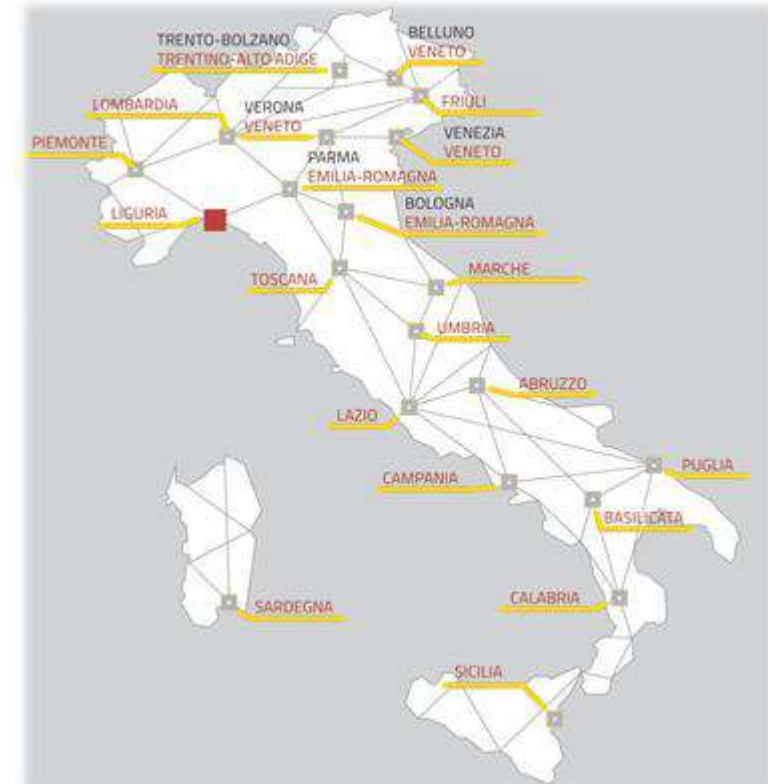 TRENTO-BOLZANO
TRENTINO-ALTO ADIGE
BELLUNO
VENETO
LOMBARDIA
VERONA
VENETO
FRIULI
PIEMONTE
VENEZIA
VENETO
PARMA
EMILIA-ROMAGNA
LIGURIA
BOLOGNA
EMILIA-ROMAGNA
TOSCANA
MARCHE
UMBRIA
LAZIO
ABRUZZO
CAMPANIA
PUGLIA
BASILICATA
SARDEGNA
CALABRIA
SICILIA